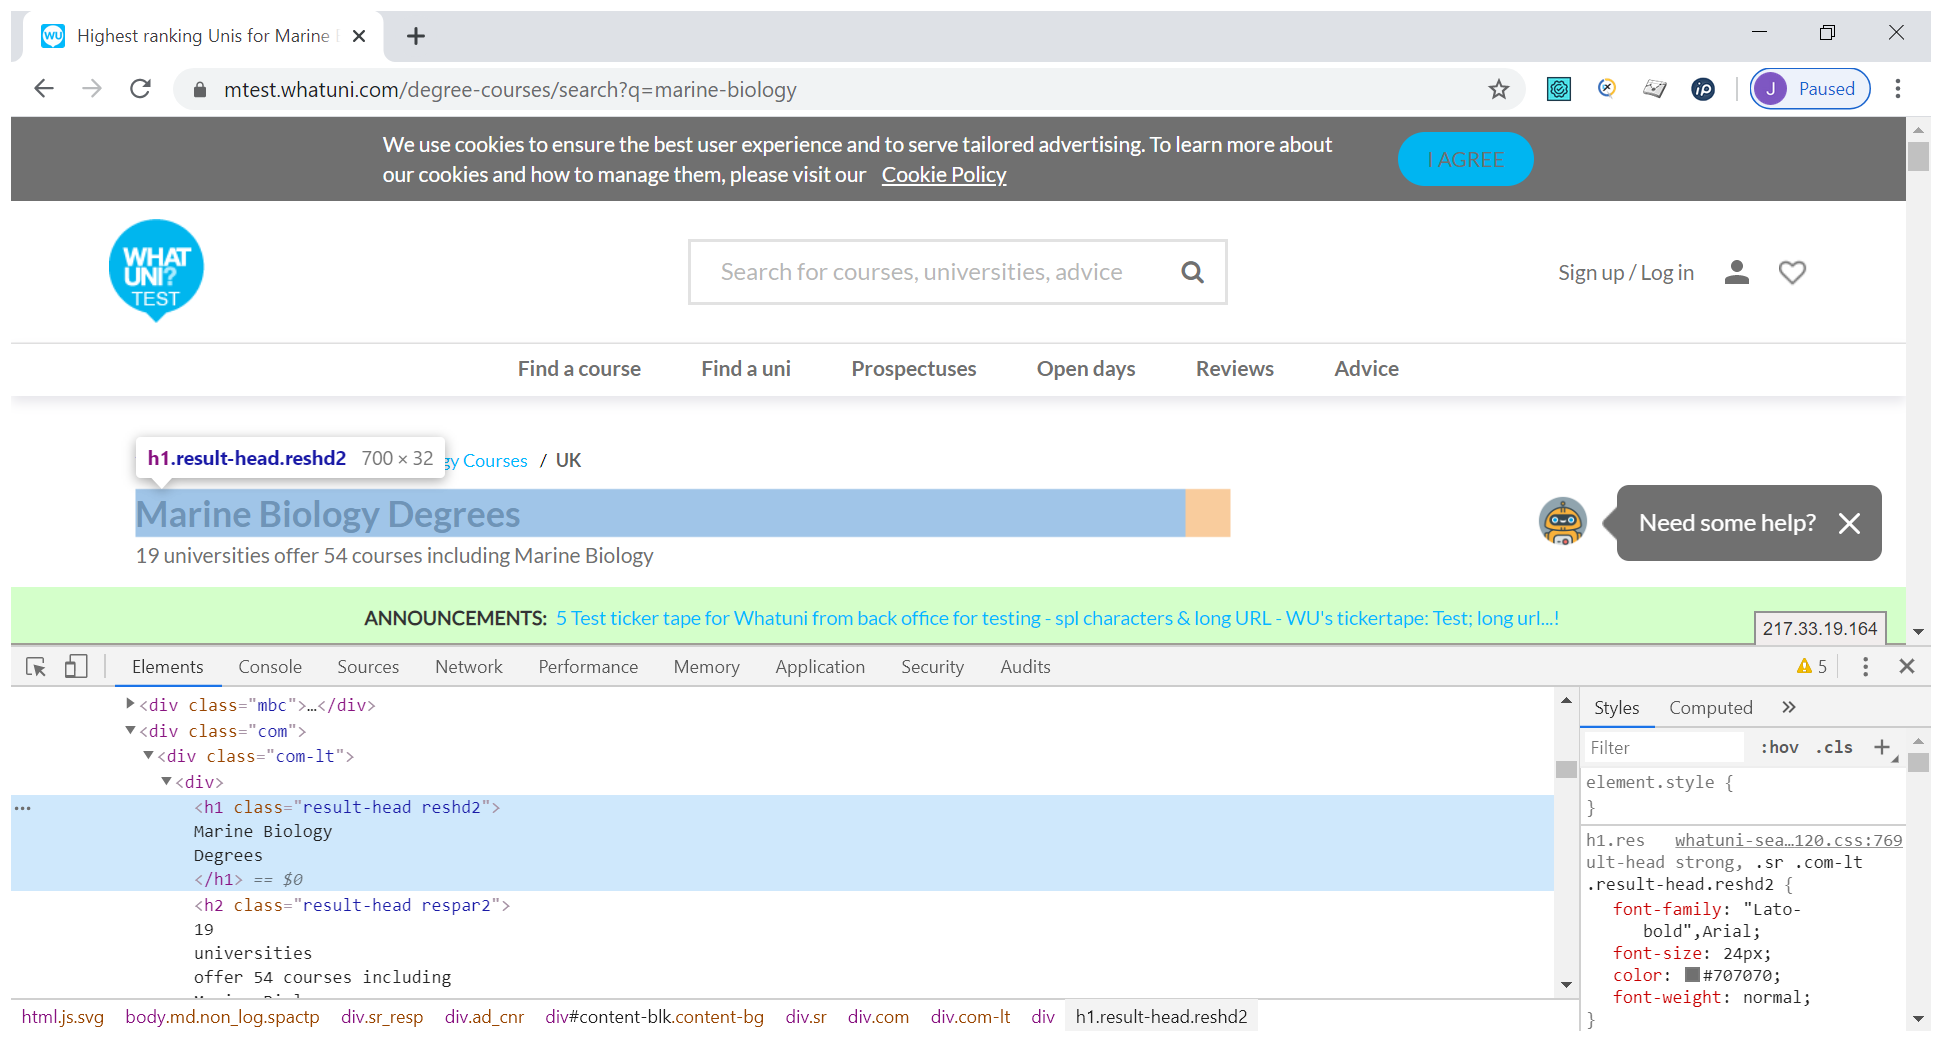 Highest ranking Unis for Marine
mtest.whatuni.com/degree-courses/search?q=marine-biology
J Paused
We use cookies to ensure the best user experience and to serve tailored advertising. To learn more about
our cookies and how to manage them, please visit our Cookie Policy
I AGREE
WHAT
UNI?
TEST
Search for courses, universities, advice
Sign up / Log in
Find a course Find a uni Prospectuses Open days Reviews Advice
h1.result-head.reshd2 700 × 32
gy Courses / UK
Marine Biology Degrees
Need some help?
19 universities offer 54 courses including Marine Biology
ANNOUNCEMENTS: 5 Test ticker tape for Whatuni from back office for testing - spl characters & long URL - WU's tickertape: Test; long url...!
217.33.19.164
Elements Console Sources Network Performance Memory Application Security Audits 5
<div class="mbc">…</div>
<div class="com">
<div class="com-lt">
<div>
<h1 class="result-head reshd2">
Marine Biology
Degrees
</h1> == $0
<h2 class="result-head respar2">
19
universities
offer 54 courses including
Styles Computed »
Filter :hov .cls +
element.style {
}
h1.res whatuni-sea…120.css:769
ult-head strong, .sr .com-lt
.result-head.reshd2 {
font-family: "Lato-
bold",Arial;
font-size: 24px;
color: #707070;
font-weight: normal;
}
html.js.svg body.md.non_log.spactp div.sr_resp div.ad_cnr div#content-blk.content-bg div.sr div.com div.com-lt div h1.result-head.reshd2